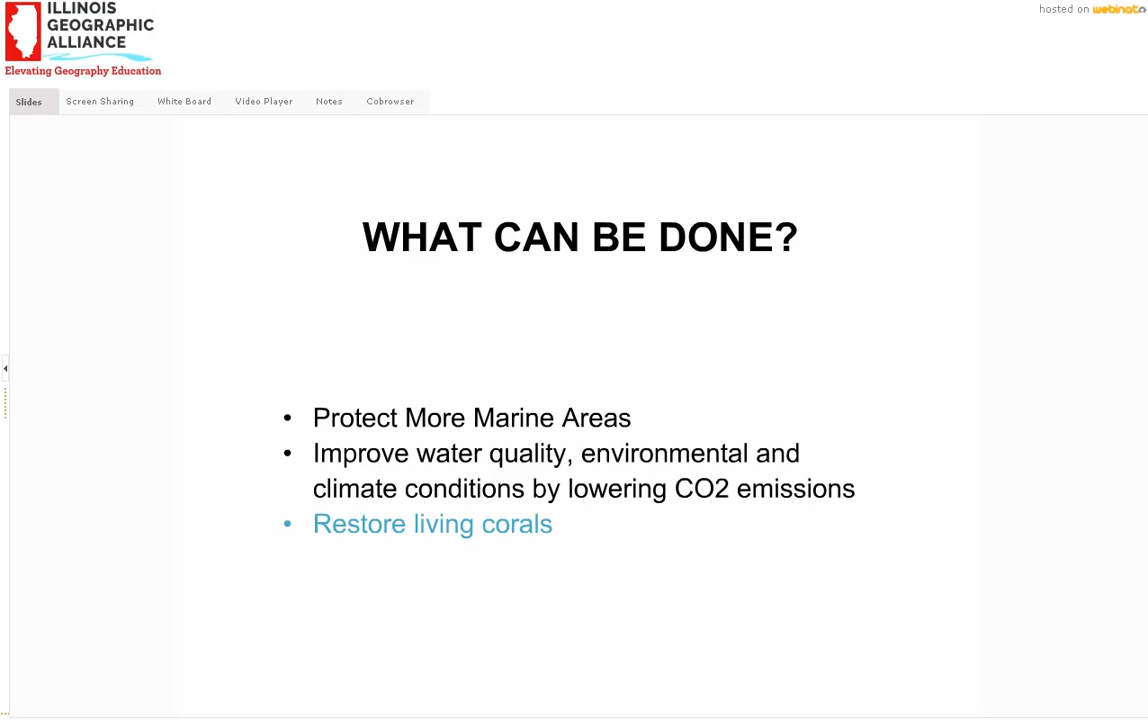 ILLINOIS
GEOGRAPHIC
ALLIANCE
Elevating Geography Education
hosted on webinato
Slides
Screen Sharing
White Board
Video Player
Notes
Cobrowser
WHAT CAN BE DONE?
• Protect More Marine Areas
• Improve water quality, environmental and
climate conditions by lowering CO2 emissions
• Restore living corals